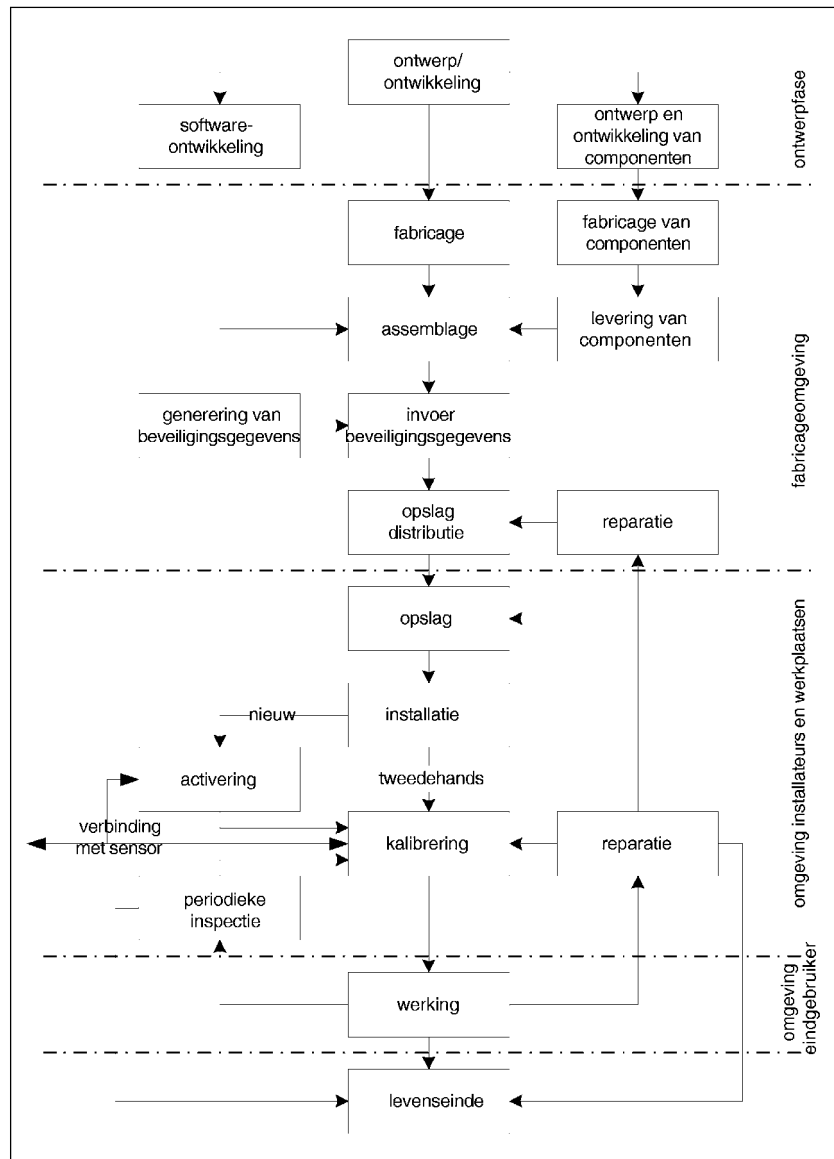 ontwerp/
ontwikkeling
software-
ontwikkeling
ontwerp en
ontwikkeling van
componenten
ontwerpfase
fabricage
fabricage van
componenten
assemblage
levering van
componenten
generering van
beveiligingsgegevens
invoer
beveiligingsgegevens
opslag
distributie
reparatie
fabricageomgeving
opslag
nieuw
installatie
activering
tweedehands
verbinding
met sensor
kalibrering
reparatie
periodieke
inspectie
omgeving installateurs en werkplaatsen
werking
omgeving
eindgebruiker
levenseinde